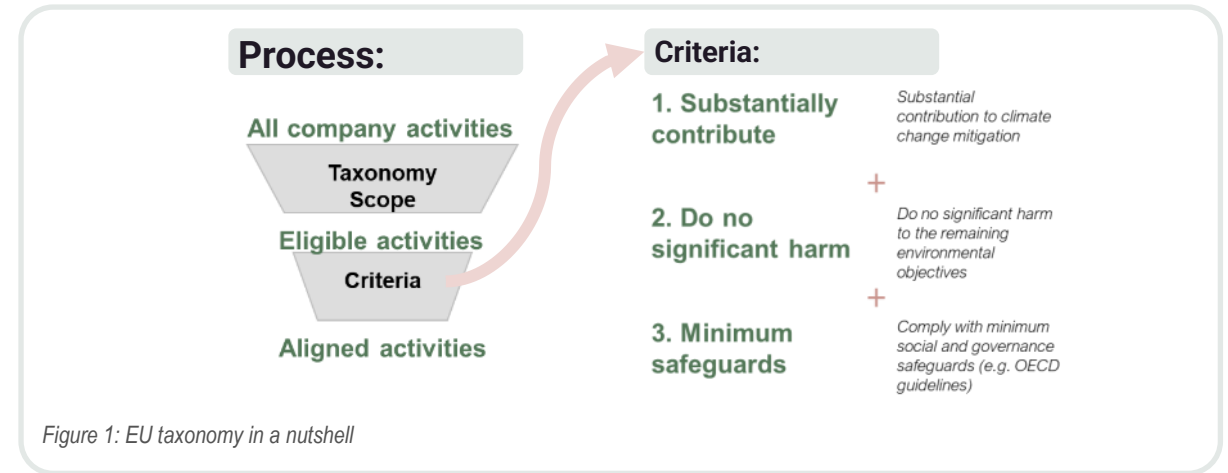 Process:
All company activities
Taxonomy
Scope
Eligible activities
Criteria
Aligned activities
Criteria:
1. Substantially
contribute
Substantial
contribution to climate
change mitigation
+
2. Do no
significant harm
Do no significant harm
to the remaining
environmental
objectives
+
3. Minimum
safeguards
Comply with minimum
social and governance
safeguards (e.g. OECD
guidelines)
Figure 1: EU taxonomy in a nutshell